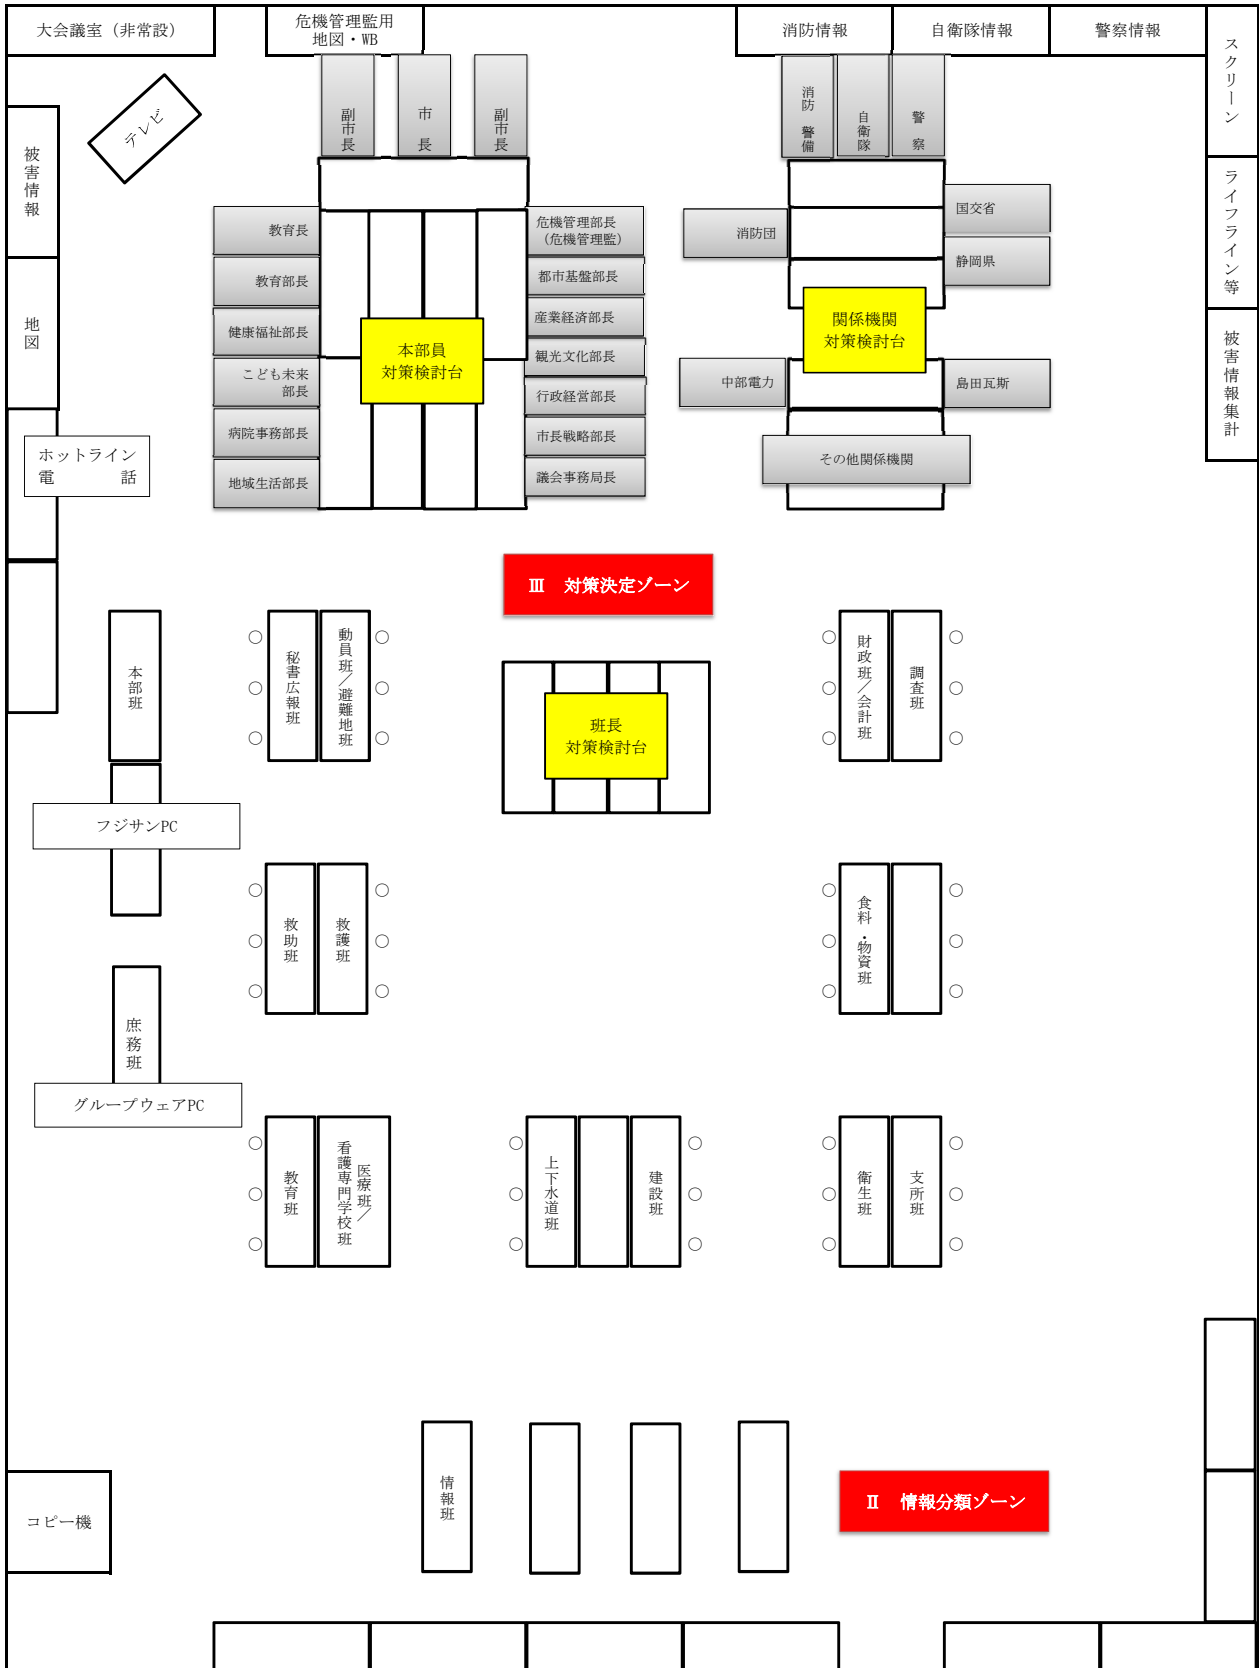 大会議室（非常設）
危機管理監用
地図・WB
消防情報
自衛隊情報
警察情報
スクリーン
テレビ
副市長
市　長
副市長
消防　警備
自衛隊
警　察
被害情報
ライフライン等
教育長
危機管理部長
（危機管理監）
消防団
国交省
教育部長
都市基盤部長
静岡県
地図
健康福祉部長
産業経済部長
本部員
対策検討台
関係機関
対策検討台
被害情報集計
こども未来
部長
観光文化部長
行政経営部長
中部電力
島田瓦斯
病院事務部長
市長戦略部長
ホットライン
電　　　話
その他関係機関
地域生活部長
議会事務局長
Ⅲ　対策決定ゾーン
本部班
秘書広報班
動員班／避難地班
班長
対策検討台
財政班／会計班
調査班
フジサンPC
救助班
救護班
食料・物資班
庶務班
グループウェアPC
教育班
医療班／
看護専門学校班
上下水道班
建設班
衛生班
支所班
情報班
Ⅱ　情報分類ゾーン
コピー機